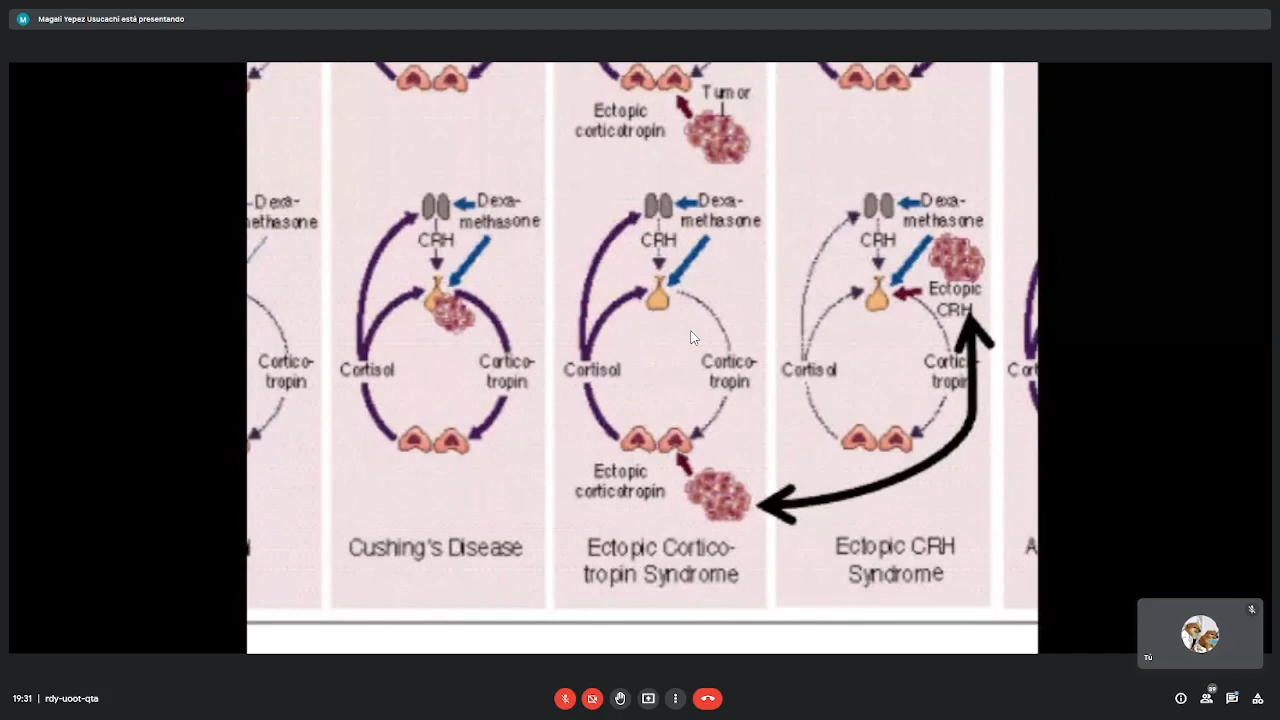 Magali Yepez Usucachi está presentando
Tumor
Ectopic
corticotropin
Dexa-
methasone
Dexa-
methasone
Dexa-
methasone
Dexa-
methasone
CRH
CRH
CRH
Ectopic
CRH
Cortico-
tropin
Cortisol
Cortico-
tropin
Cortisol
Cortico-
tropin
Cortisol
Cortico-
tropin
Ectopic
corticotropin
Cushing's Disease
Ectopic Cortico-
tropin Syndrome
Ectopic CRH
Syndrome
Tú
19:31 | rdy-uoot-qta